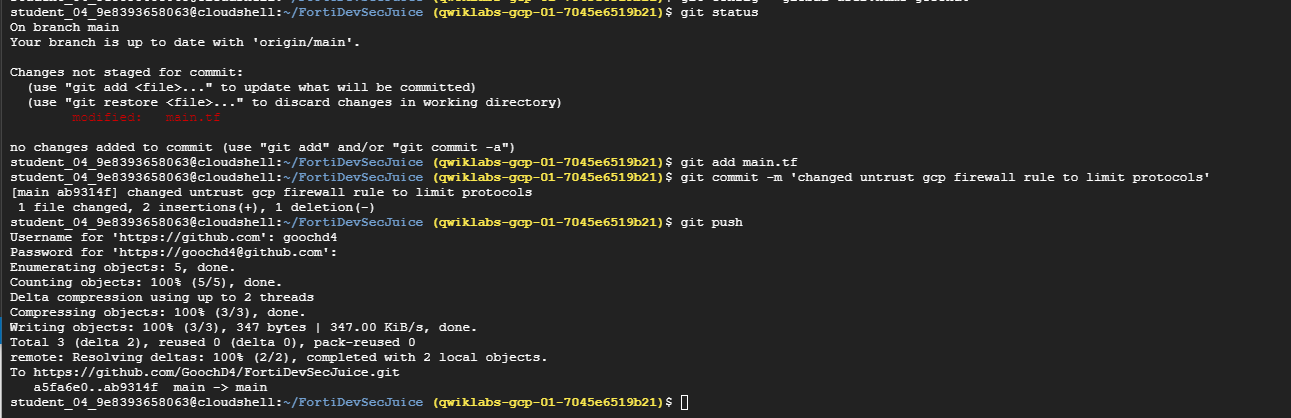 student_04_9e8393658063@cloudshell:~/FortiDevSecJuice (qwiklabs-gcp-01-7045e6519b21)$ git status
On branch main
Your branch is up to date with 'origin/main'.
Changes not staged for commit:
  (use "git add <file>..." to update what will be committed)
  (use "git restore <file>..." to discard changes in working directory)
        modified:   main.tf
no changes added to commit (use "git add" and/or "git commit -a")
student_04_9e8393658063@cloudshell:~/FortiDevSecJuice (qwiklabs-gcp-01-7045e6519b21)$ git add main.tf
student_04_9e8393658063@cloudshell:~/FortiDevSecJuice (qwiklabs-gcp-01-7045e6519b21)$ git commit -m 'changed untrust gcp firewall rule to limit protocols'
[main ab9314f] changed untrust gcp firewall rule to limit protocols
 1 file changed, 2 insertions(+), 1 deletion(-)
student_04_9e8393658063@cloudshell:~/FortiDevSecJuice (qwiklabs-gcp-01-7045e6519b21)$ git push
Username for 'https://github.com': goochd4
Password for 'https://goochd4@github.com':
Enumerating objects: 5, done.
Counting objects: 100% (5/5), done.
Delta compression using up to 2 threads
Compressing objects: 100% (3/3), done.
Writing objects: 100% (3/3), 347 bytes | 347.00 KiB/s, done.
Total 3 (delta 2), reused 0 (delta 0), pack-reused 0
remote: Resolving deltas: 100% (2/2), completed with 2 local objects.
To https://github.com/GoochD4/FortiDevSecJuice.git
   a5fa6e0..ab9314f  main -> main
student_04_9e8393658063@cloudshell:~/FortiDevSecJuice (qwiklabs-gcp-01-7045e6519b21)$